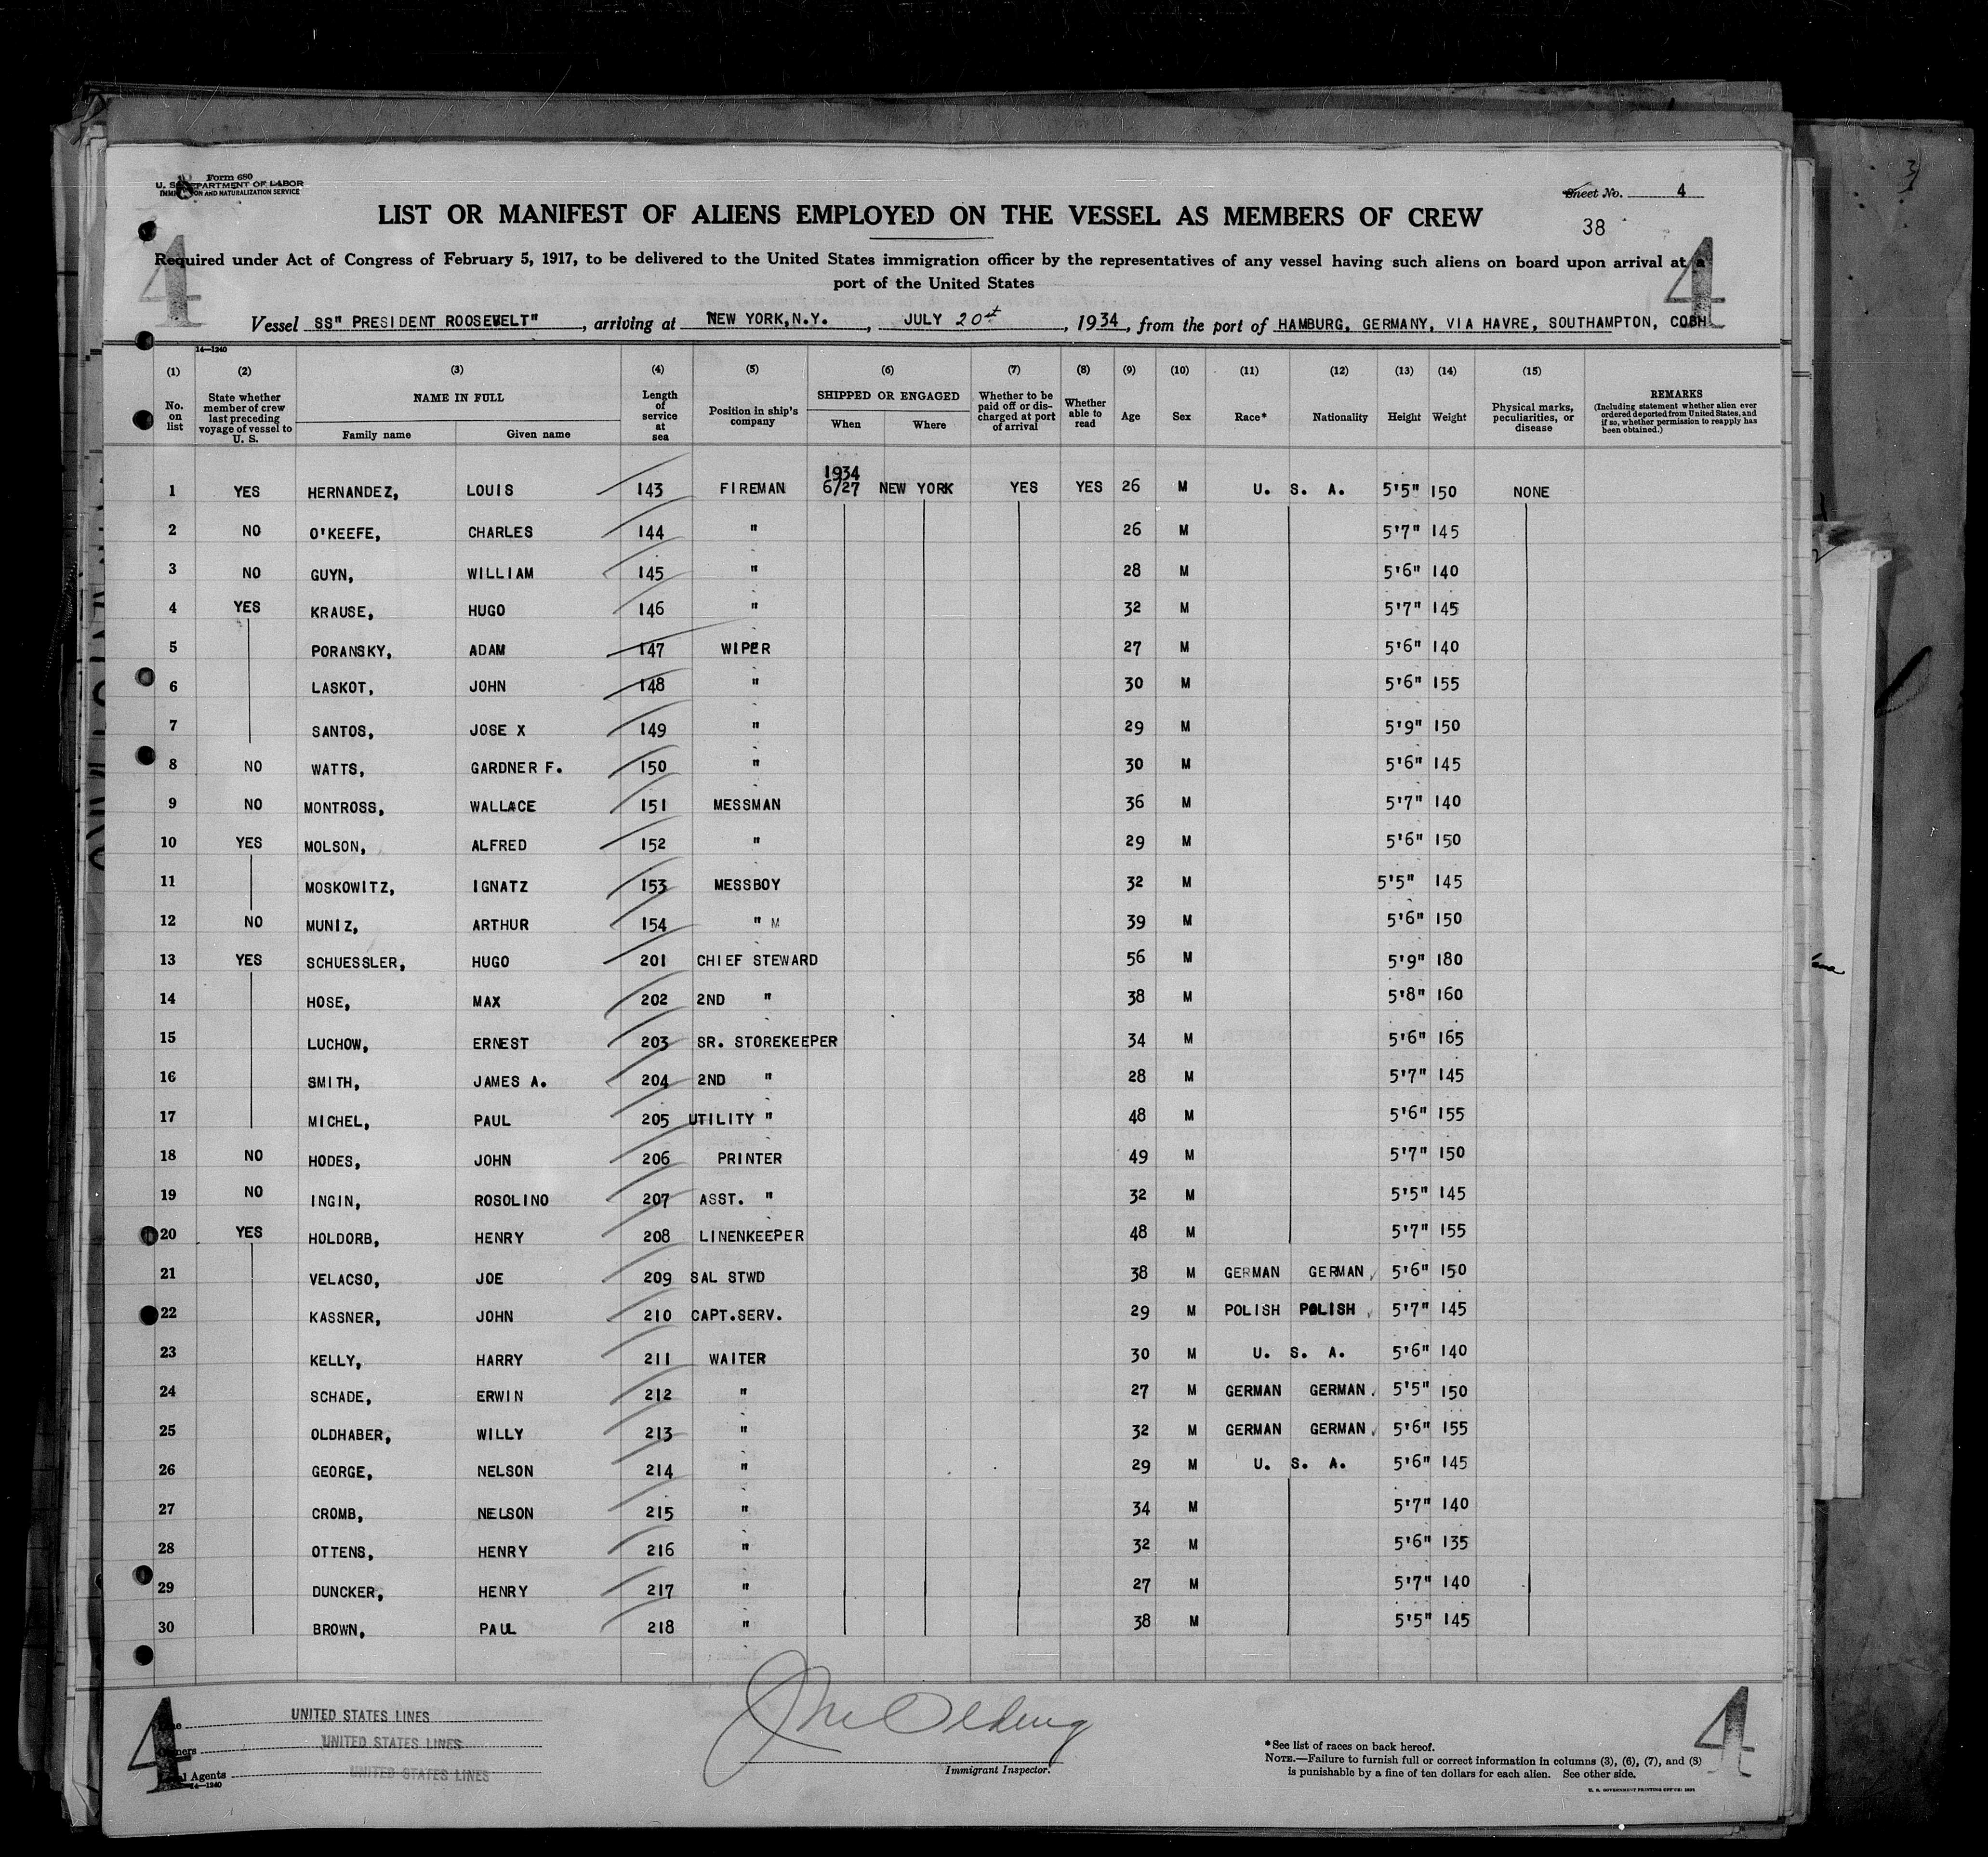 Form 680
U. S. DEPARTMENT OF LABOR
IMMIGRATION AND NATURALIZATION SERVICE
Sheet No. 4
38
LIST OR MANIFEST OF ALIENS EMPLOYED ON THE VESSEL AS MEMBERS OF CREW
4
4
Required under Act of Congress of February 5, 1917, to be delivered to the United States immigration officer by the representatives of any vessel having such aliens on board upon arrival at a
port of the United States
Vessel SS" PRESIDENT ROOSEVELT", arriving at NEW YORK,N.Y., JULY 20th, 1934, from the port of HAMBURG, GERMANY, VIA HAVRE, SOUTHAMPTON, COBH
14—1240
(1) (2) (3) (4) (5) (6) (7) (8) (9) (10) (11) (12) (13) (14) (15)
No. on list
State whether member of crew last preceding voyage of vessel to U. S.
NAME IN FULL
Family name Given name
Length of service at sea
Position in ship's company
SHIPPED OR ENGAGED
When Where
Whether to be paid off or discharged at port of arrival
Whether able to read
Age Sex Race* Nationality Height Weight
Physical marks, peculiarities, or disease
REMARKS
(Including statement whether alien ever ordered deported from United States, and if so, whether permission to reapply has been obtained.)
1934
1 YES HERNANDEZ, LOUIS 143 FIREMAN 6/27 NEW YORK YES YES 26 M U. S. A. 5'5" 150 NONE
2 NO O'KEEFE, CHARLES 144 " 26 M 5'7" 145
3 NO GUYN, WILLIAM 145 " 28 M 5'6" 140
4 YES KRAUSE, HUGO 146 " 32 M 5'7" 145
5 PORANSKY, ADAM 147 WIPER 27 M 5'6" 140
6 LASKOT, JOHN 148 " 30 M 5'6" 155
7 SANTOS, JOSE X 149 " 29 M 5'9" 150
8 NO WATTS, GARDNER F. 150 " 30 M 5'6" 145
9 NO MONTROSS, WALLACE 151 MESSMAN 36 M 5'7" 140
10 YES MOLSON, ALFRED 152 " 29 M 5'6" 150
11 MOSKOWITZ, IGNATZ 153 MESSBOY 32 M 5'5" 145
12 NO MUNIZ, ARTHUR 154 " M 39 M 5'6" 150
13 YES SCHUESSLER, HUGO 201 CHIEF STEWARD 56 M 5'9" 180
14 HOSE, MAX 202 2ND " 38 M 5'8" 160
15 LUCHOW, ERNEST 203 SR. STOREKEEPER 34 M 5'6" 165
16 SMITH, JAMES A. 204 2ND " 28 M 5'7" 145
17 MICHEL, PAUL 205 UTILITY " 48 M 5'6" 155
18 NO HODES, JOHN 206 PRINTER 49 M 5'7" 150
19 NO INGIN, ROSOLINO 207 ASST. " 32 M 5'5" 145
20 YES HOLDORB, HENRY 208 LINENKEEPER 48 M 5'7" 155
21 VELACSO, JOE 209 SAL STWD 38 M GERMAN GERMAN 5'6" 150
22 KASSNER, JOHN 210 CAPT.SERV. 29 M POLISH POLISH 5'7" 145
23 KELLY, HARRY 211 WAITER 30 M U. S. A. 5'6" 140
24 SCHADE, ERWIN 212 " 27 M GERMAN GERMAN 5'5" 150
25 OLDHABER, WILLY 213 " 32 M GERMAN GERMAN 5'6" 155
26 GEORGE, NELSON 214 " 29 M U. S. A. 5'6" 145
27 CROMB, NELSON 215 " 34 M 5'7" 140
28 OTTENS, HENRY 216 " 32 M 5'6" 135
29 DUNCKER, HENRY 217 " 27 M 5'7" 140
30 BROWN, PAUL 218 " 38 M 5'5" 145
4
4
UNITED STATES LINES
Owners UNITED STATES LINES
Agents UNITED STATES LINES
14—1240
Immigrant Inspector.
*See list of races on back hereof.
NOTE.—Failure to furnish full or correct information in columns (3), (6), (7), and (8)
is punishable by a fine of ten dollars for each alien. See other side.